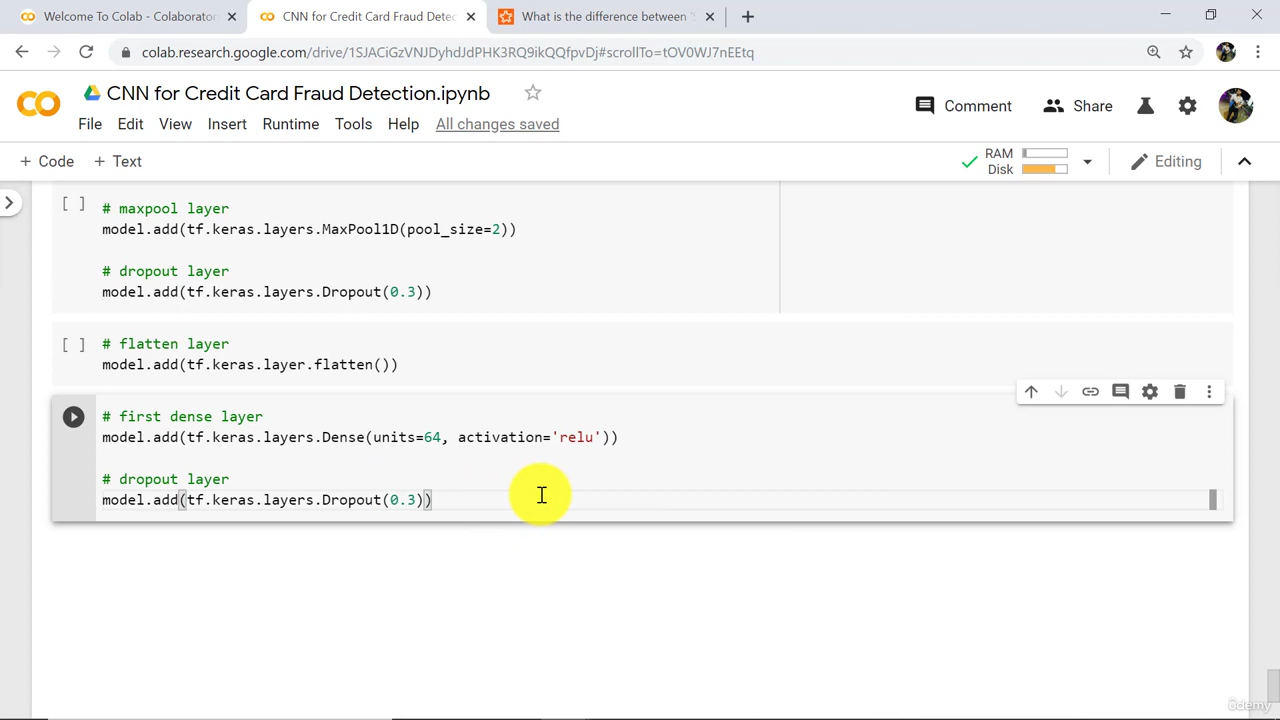 Welcome To Colab - Colaborator
CNN for Credit Card Fraud Detec
What is the difference between '
colab.research.google.com/drive/1SJACiGzVNJDyhdJdPHK3RQ9ikQQfpvDj#scrollTo=tOV0WJ7nEEtq
CNN for Credit Card Fraud Detection.ipynb
Comment
Share
File Edit View Insert Runtime Tools Help All changes saved
+ Code + Text
RAM
Disk
Editing
[ ]
# maxpool layer
model.add(tf.keras.layers.MaxPool1D(pool_size=2))
# dropout layer
model.add(tf.keras.layers.Dropout(0.3))
[ ]
# flatten layer
model.add(tf.keras.layer.flatten())
# first dense layer
model.add(tf.keras.layers.Dense(units=64, activation='relu'))
# dropout layer
model.add(tf.keras.layers.Dropout(0.3))
ûdemy